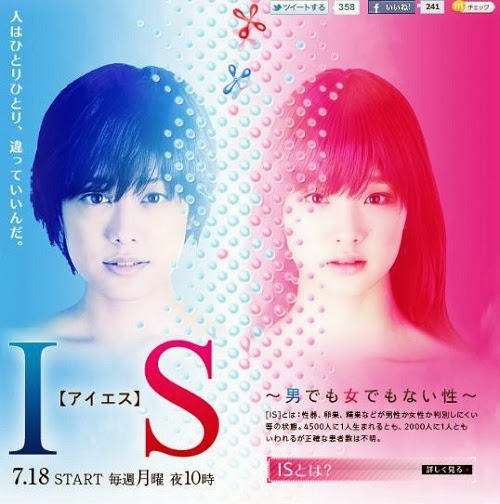 ツイートする 358 いいね! 241 チェック
人はひとりひとり、違っていいんだ。
IS
【アイエス】
～男でも女でもない性～
[IS]とは：性器、卵巣、精巣などが男性か女性か判別しにくい
等の状態。4500人に1人生まれるとも、2000人に1人とも
いわれるが正確な患者数は不明。
ISとは?
詳しく見る
7.18 START 毎週月曜 夜10時